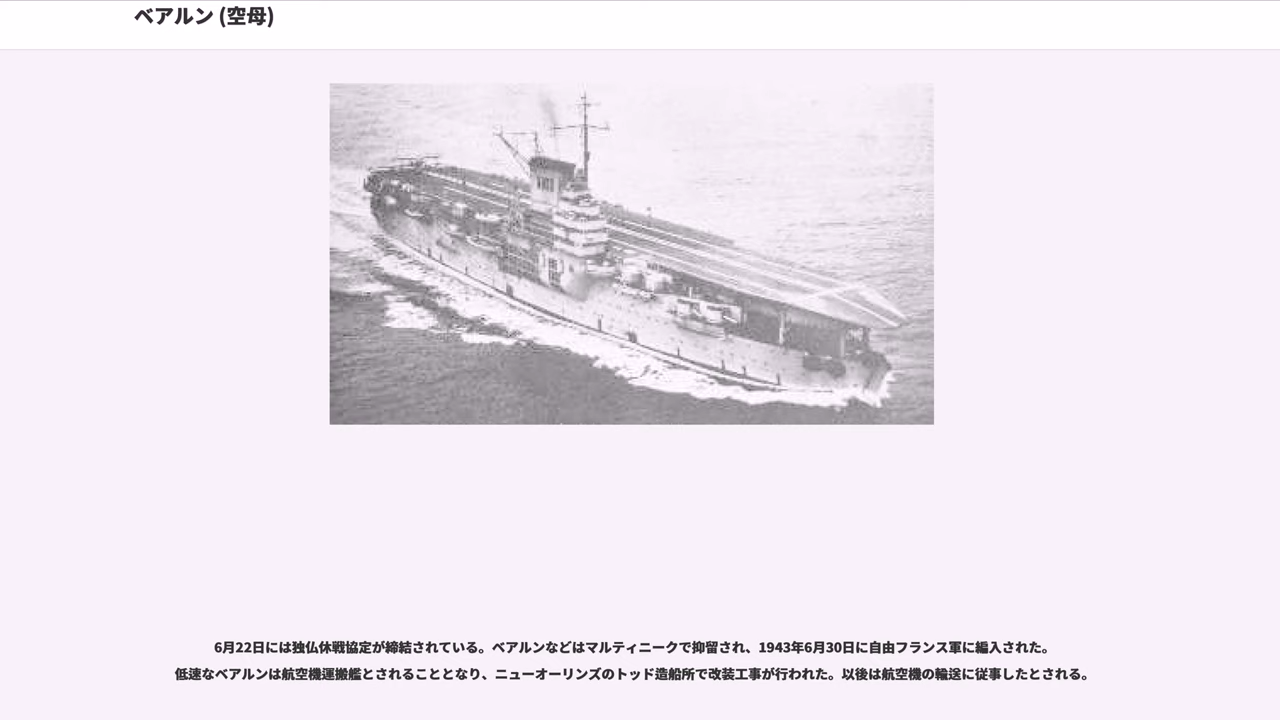 ベアルン (空母)
6月22日には独仏休戦協定が締結されている。ベアルンなどはマルティニークで抑留され、1943年6月30日に自由フランス軍に編入された。
低速なベアルンは航空機運搬艦とされることとなり、ニューオーリンズのトッド造船所で改装工事が行われた。以後は航空機の輸送に従事したとされる。